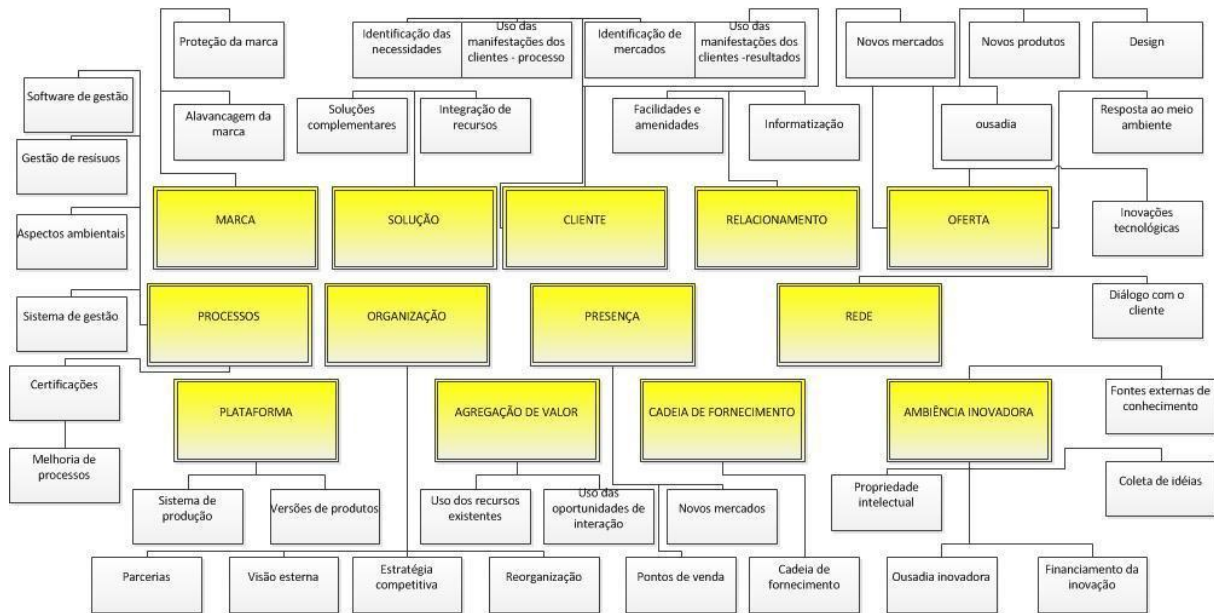 Proteção da marca
Identificação das
necessidades
Uso das
manifestações dos
clientes - processo
Identificação de
mercados
Uso das
manifestações dos
clientes -resultados
Novos mercados
Novos produtos
Design
Software de gestão
Alavancagem da
marca
Soluções
complementares
Integração de
recursos
Facilidades e
amenidades
Informatização
ousadia
Resposta ao meio
ambiente
Gestão de resísuos
Aspectos ambientais
MARCA
SOLUÇÃO
CLIENTE
RELACIONAMENTO
OFERTA
Inovações
tecnológicas
Sistema de gestão
PROCESSOS
ORGANIZAÇÃO
PRESENÇA
REDE
Diálogo com o
cliente
Certificações
PLATAFORMA
AGREGAÇÃO DE VALOR
CADEIA DE FORNECIMENTO
AMBIÊNCIA INOVADORA
Fontes externas de
conhecimento
Melhoria de
processos
Sistema de
produção
Versões de produtos
Uso dos recursos
existentes
Uso das
oportunidades de
interação
Novos mercados
Propriedade
intelectual
Coleta de idéias
Parcerias
Visão esterna
Estratégia
competitiva
Reorganização
Pontos de venda
Cadeia de
fornecimento
Ousadia inovadora
Financiamento da
inovação